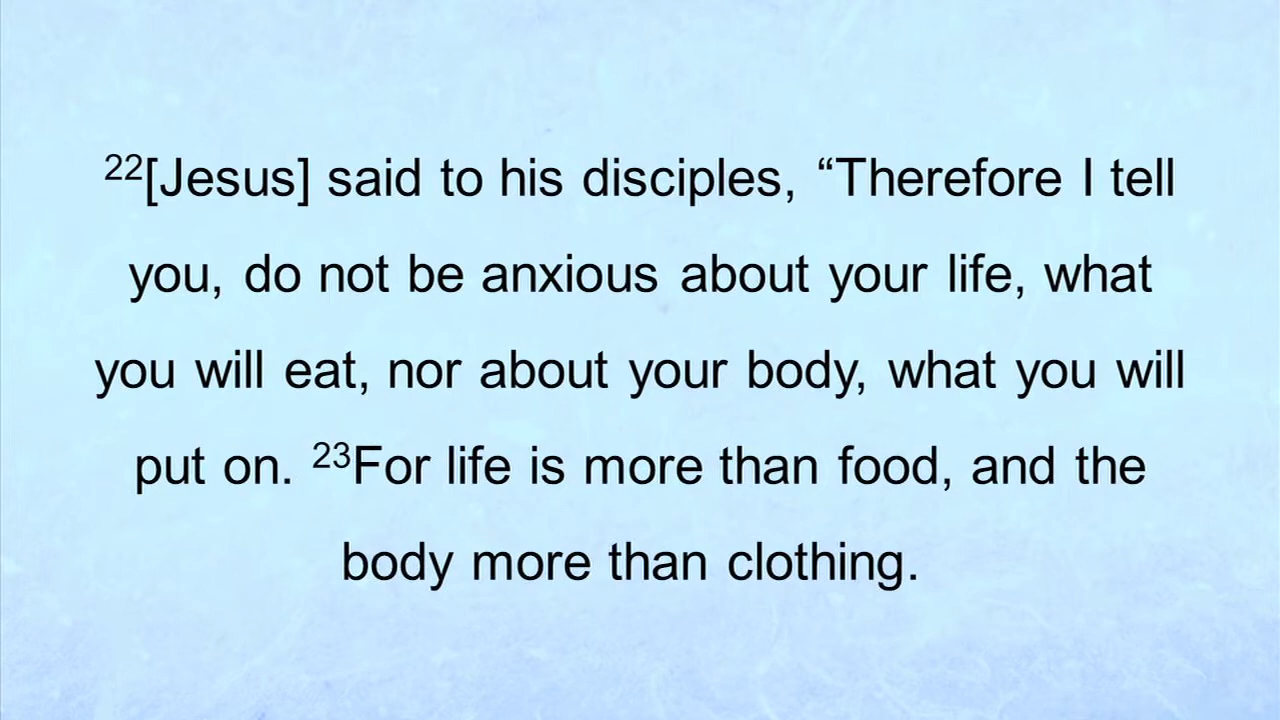 ²²[Jesus] said to his disciples, “Therefore I tell
you, do not be anxious about your life, what
you will eat, nor about your body, what you will
put on. ²³For life is more than food, and the
body more than clothing.